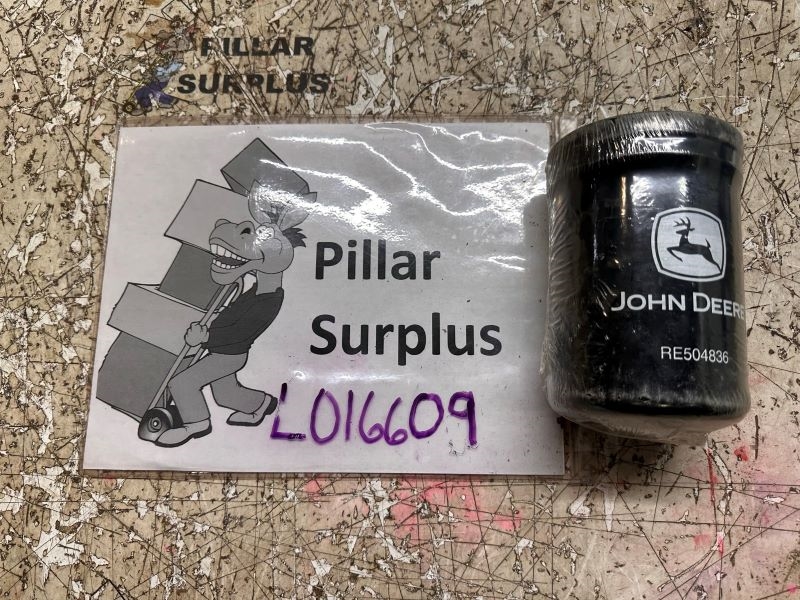 PILLAR
SURPLUS
Pillar
Surplus
L016609
JOHN DEERE
RE504836